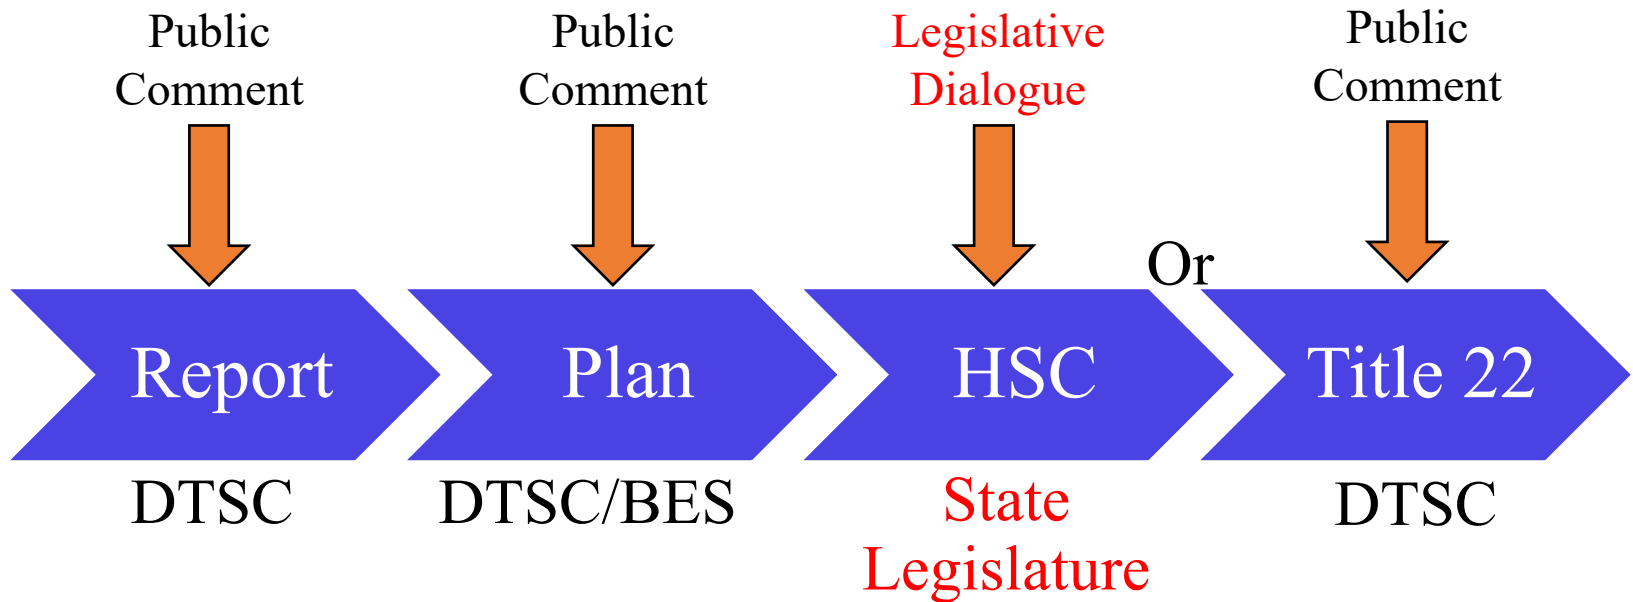 Public
Comment
Public
Comment
Legislative
Dialogue
Public
Comment
Or
Report
Plan
HSC
Title 22
DTSC
DTSC/BES
State
Legislature
DTSC